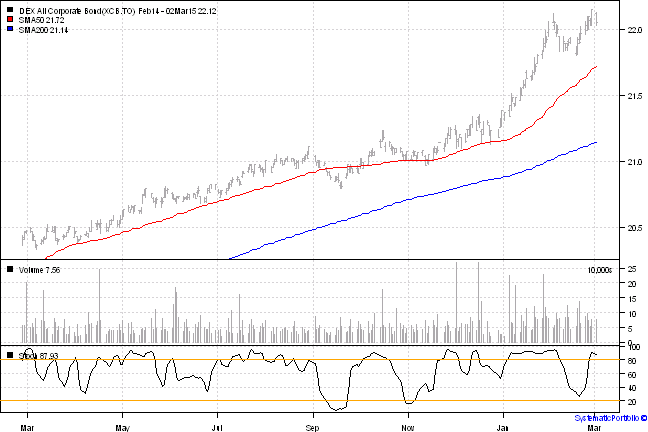 DEX All Corporate Bond(XCB.TO) Feb14 - 02Mar15 22.12
SMA50 21.72
SMA200 21.14
22.0
21.5
21.0
20.5
Volume 7.56
10,000s
25
20
15
10
5
0
Stoch 87.93
100
80
60
40
20
Mar May Jul Sep Nov Jan Mar
SystematicPortfolio ©